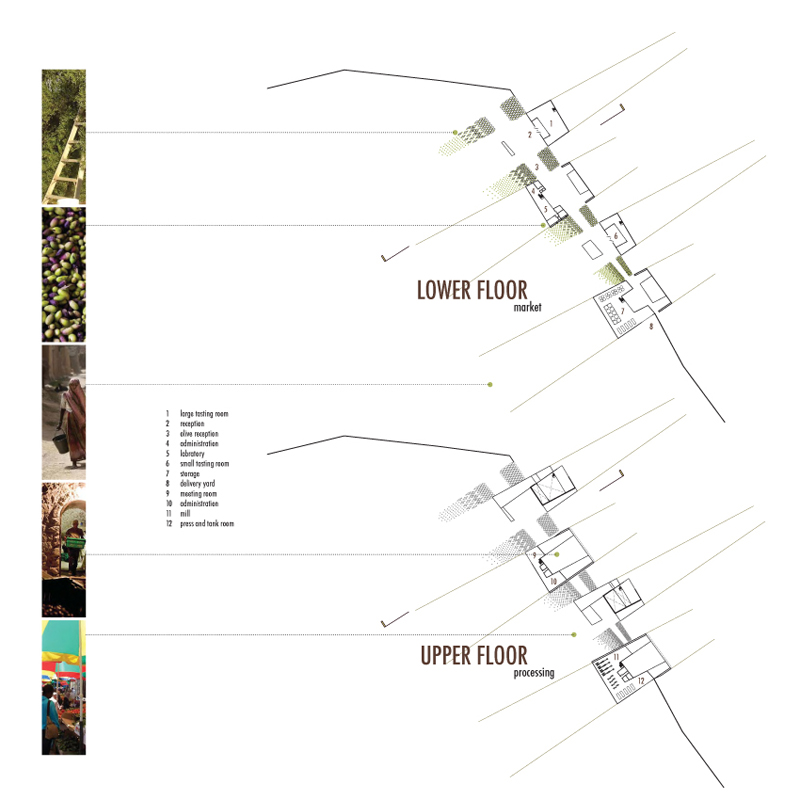 1
2
3
4
5
6
LOWER FLOOR
market
7
8
1 large tasting room
2 reception
3 olive reception
4 administration
5 labratory
6 small tasting room
7 storage
8 delivery yard
9 meeting room
10 administration
11 mill
12 press and tank room
9
10
UPPER FLOOR
processing
11
12